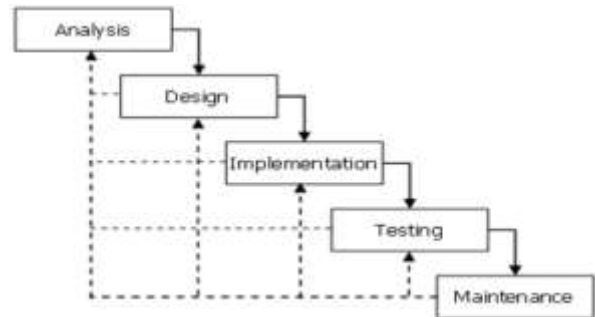 Analysis
Design
Implementation
Testing
Maintenance